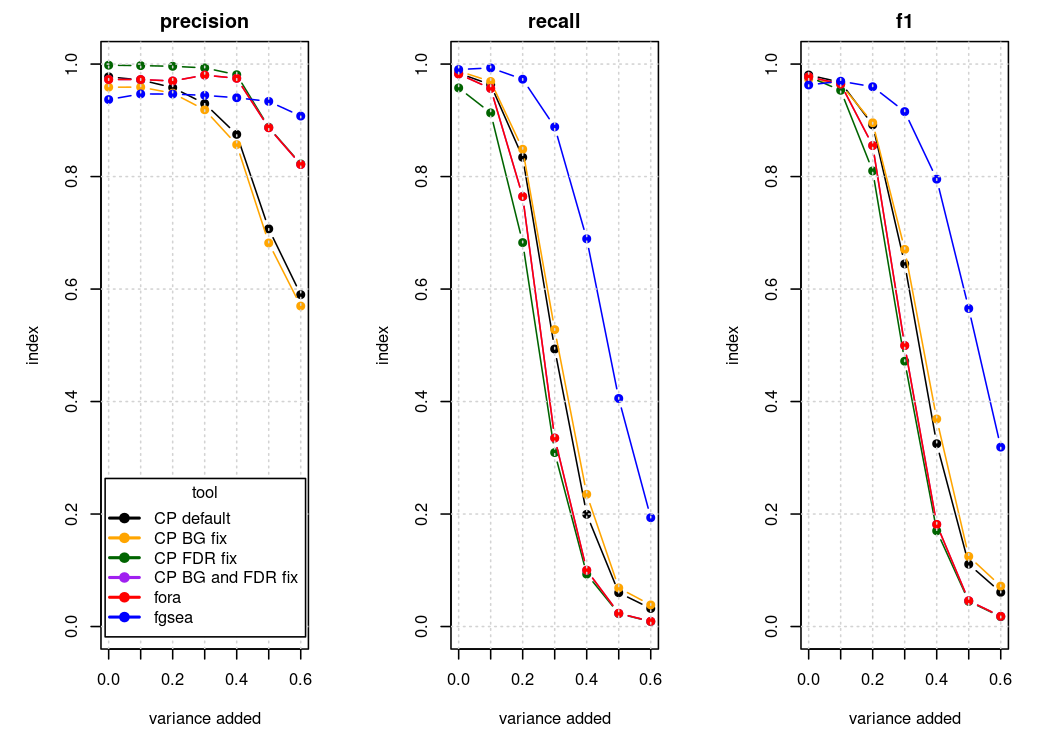 precision
recall
f1
index
1.0
0.8
0.6
0.4
0.2
0.0
tool
CP default
CP BG fix
CP FDR fix
CP BG and FDR fix
fora
fgsea
0.0 0.2 0.4 0.6
variance added
index
1.0
0.8
0.6
0.4
0.2
0.0
0.0 0.2 0.4 0.6
variance added
index
1.0
0.8
0.6
0.4
0.2
0.0
0.0 0.2 0.4 0.6
variance added